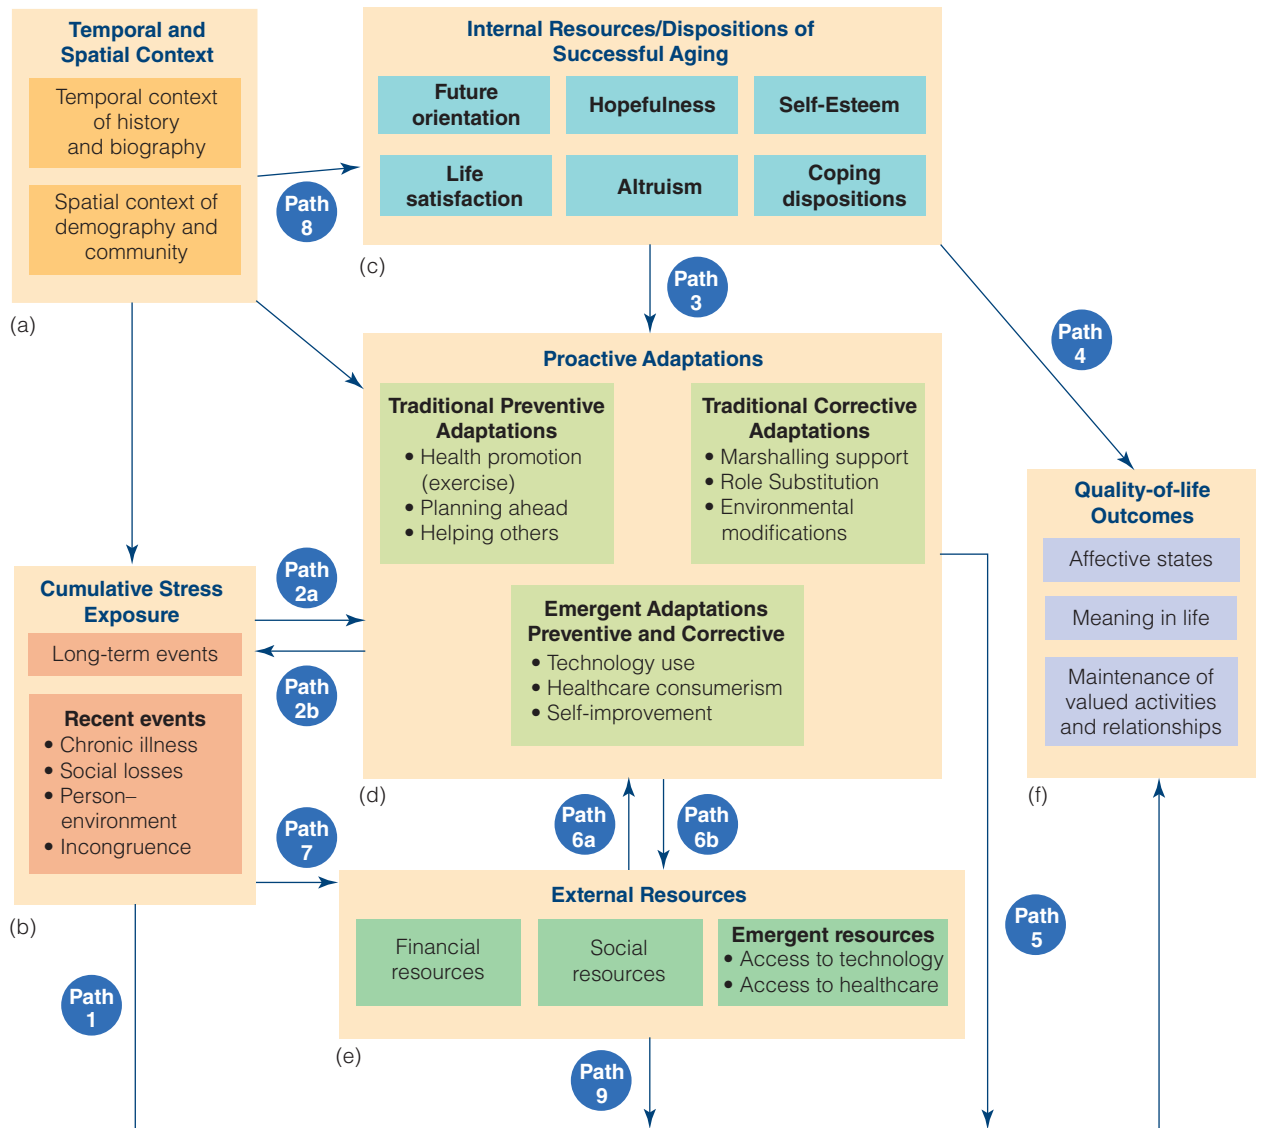 Temporal and
Spatial Context
Temporal context
of history
and biography
Spatial context of
demography and
community
(a)
Path
8
Internal Resources/Dispositions of
Successful Aging
Future
orientation
Hopefulness
Self-Esteem
Life
satisfaction
Altruism
Coping
dispositions
(c)
Path
3
Path
4
Proactive Adaptations
Traditional Preventive
Adaptations
• Health promotion
(exercise)
• Planning ahead
• Helping others
Traditional Corrective
Adaptations
• Marshalling support
• Role Substitution
• Environmental
modifications
Emergent Adaptations
Preventive and Corrective
• Technology use
• Healthcare consumerism
• Self-improvement
(d)
Quality-of-life
Outcomes
Affective states
Meaning in life
Maintenance of
valued activities
and relationships
(f)
Cumulative Stress
Exposure
Long-term events
Recent events
• Chronic illness
• Social losses
• Person–
environment
• Incongruence
(b)
Path
2a
Path
2b
Path
7
Path
6a
Path
6b
External Resources
Financial
resources
Social
resources
Emergent resources
• Access to technology
• Access to healthcare
(e)
Path
5
Path
1
Path
9